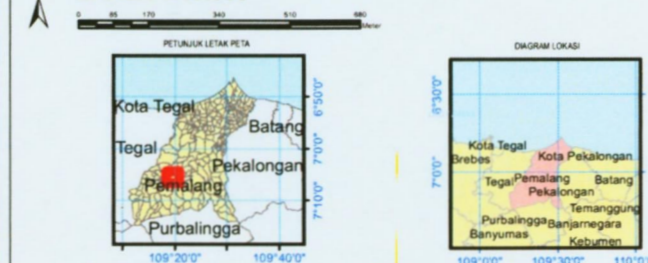 0 85 170 340 510 680
Meter
PETUNJUK LETAK PETA
Kota Tegal
Batang
Tegal
Pekalongan
Pemalang
Purbalingga
6°50'0"
7°0'0"
7°10'0"
109°20'0" 109°40'0"
DIAGRAM LOKASI
Kota Tegal
Brebes
Kota Pekalongan
Tegal
Pemalang
Batang
Pekalongan
Temanggung
Purbalingga
Banjarnegara
Banyumas
Kebumen
6°30'0"
7°0'0"
109°0'0" 109°30'0" 110°0